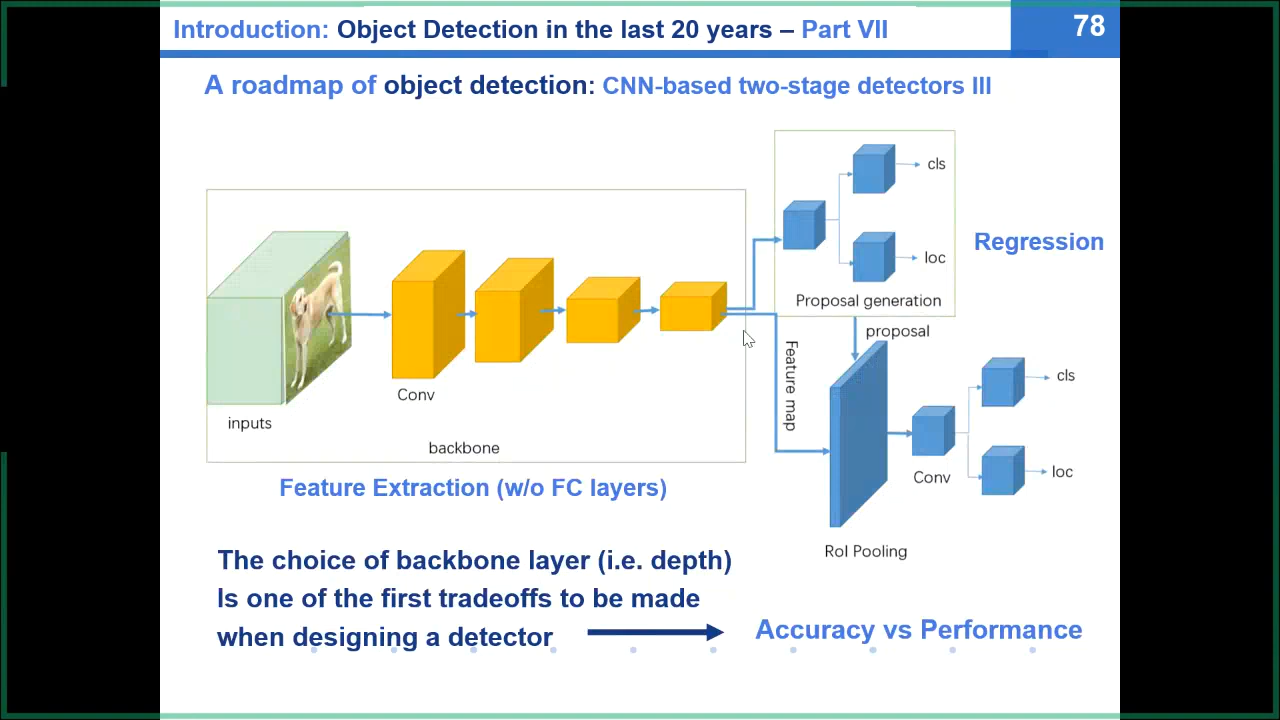 Introduction: Object Detection in the last 20 years – Part VII
78
A roadmap of object detection: CNN-based two-stage detectors III
cls
loc
Proposal generation
Regression
proposal
Feature map
inputs
Conv
backbone
cls
loc
Conv
RoI Pooling
Feature Extraction (w/o FC layers)
The choice of backbone layer (i.e. depth)
Is one of the first tradeoffs to be made
when designing a detector
Accuracy vs Performance